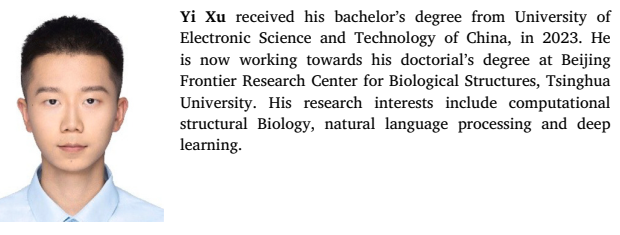 Yi Xu received his bachelor's degree from University of
Electronic Science and Technology of China, in 2023. He
is now working towards his doctorial's degree at Beijing
Frontier Research Center for Biological Structures, Tsinghua
University. His research interests include computational
structural Biology, natural language processing and deep
learning.